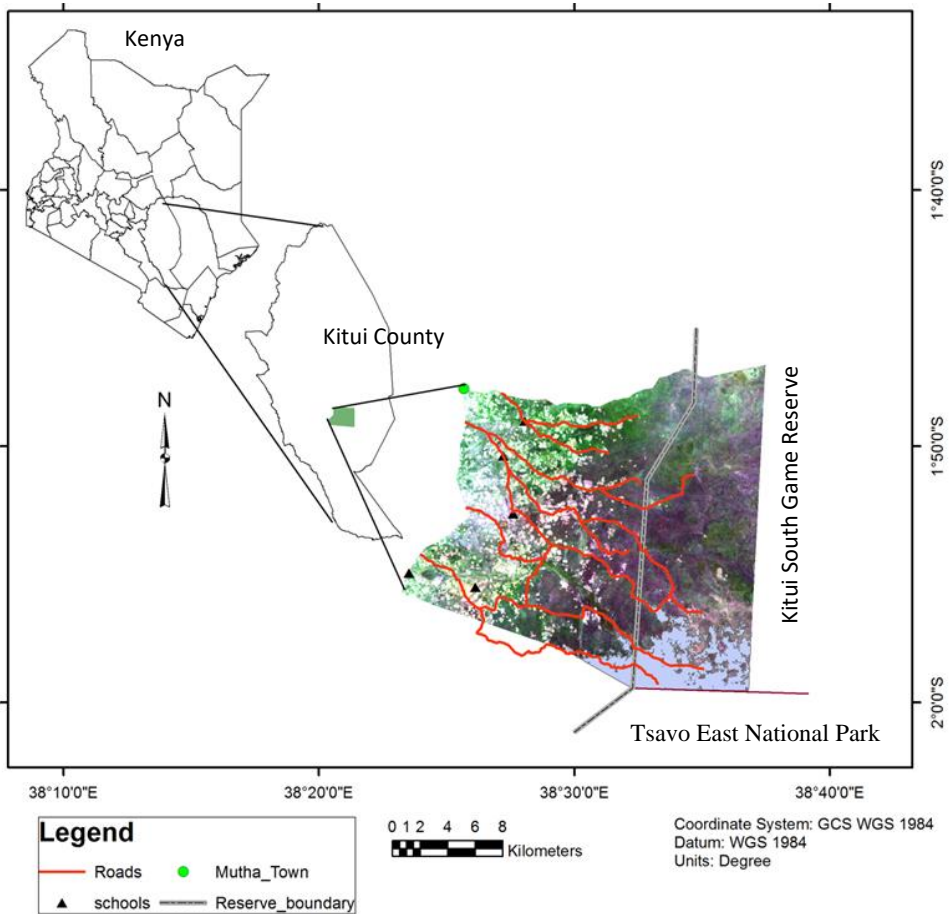 Kenya
1°40'0"S
Kitui County
N
Kitui South Game Reserve
1°50'0"S
2°0'0"S
Tsavo East National Park
38°10'0"E
38°20'0"E
38°30'0"E
38°40'0"E
Legend
Roads
Mutha_Town
schools
Reserve_boundary
0 1 2 4 6 8
Kilometers
Coordinate System: GCS WGS 1984
Datum: WGS 1984
Units: Degree